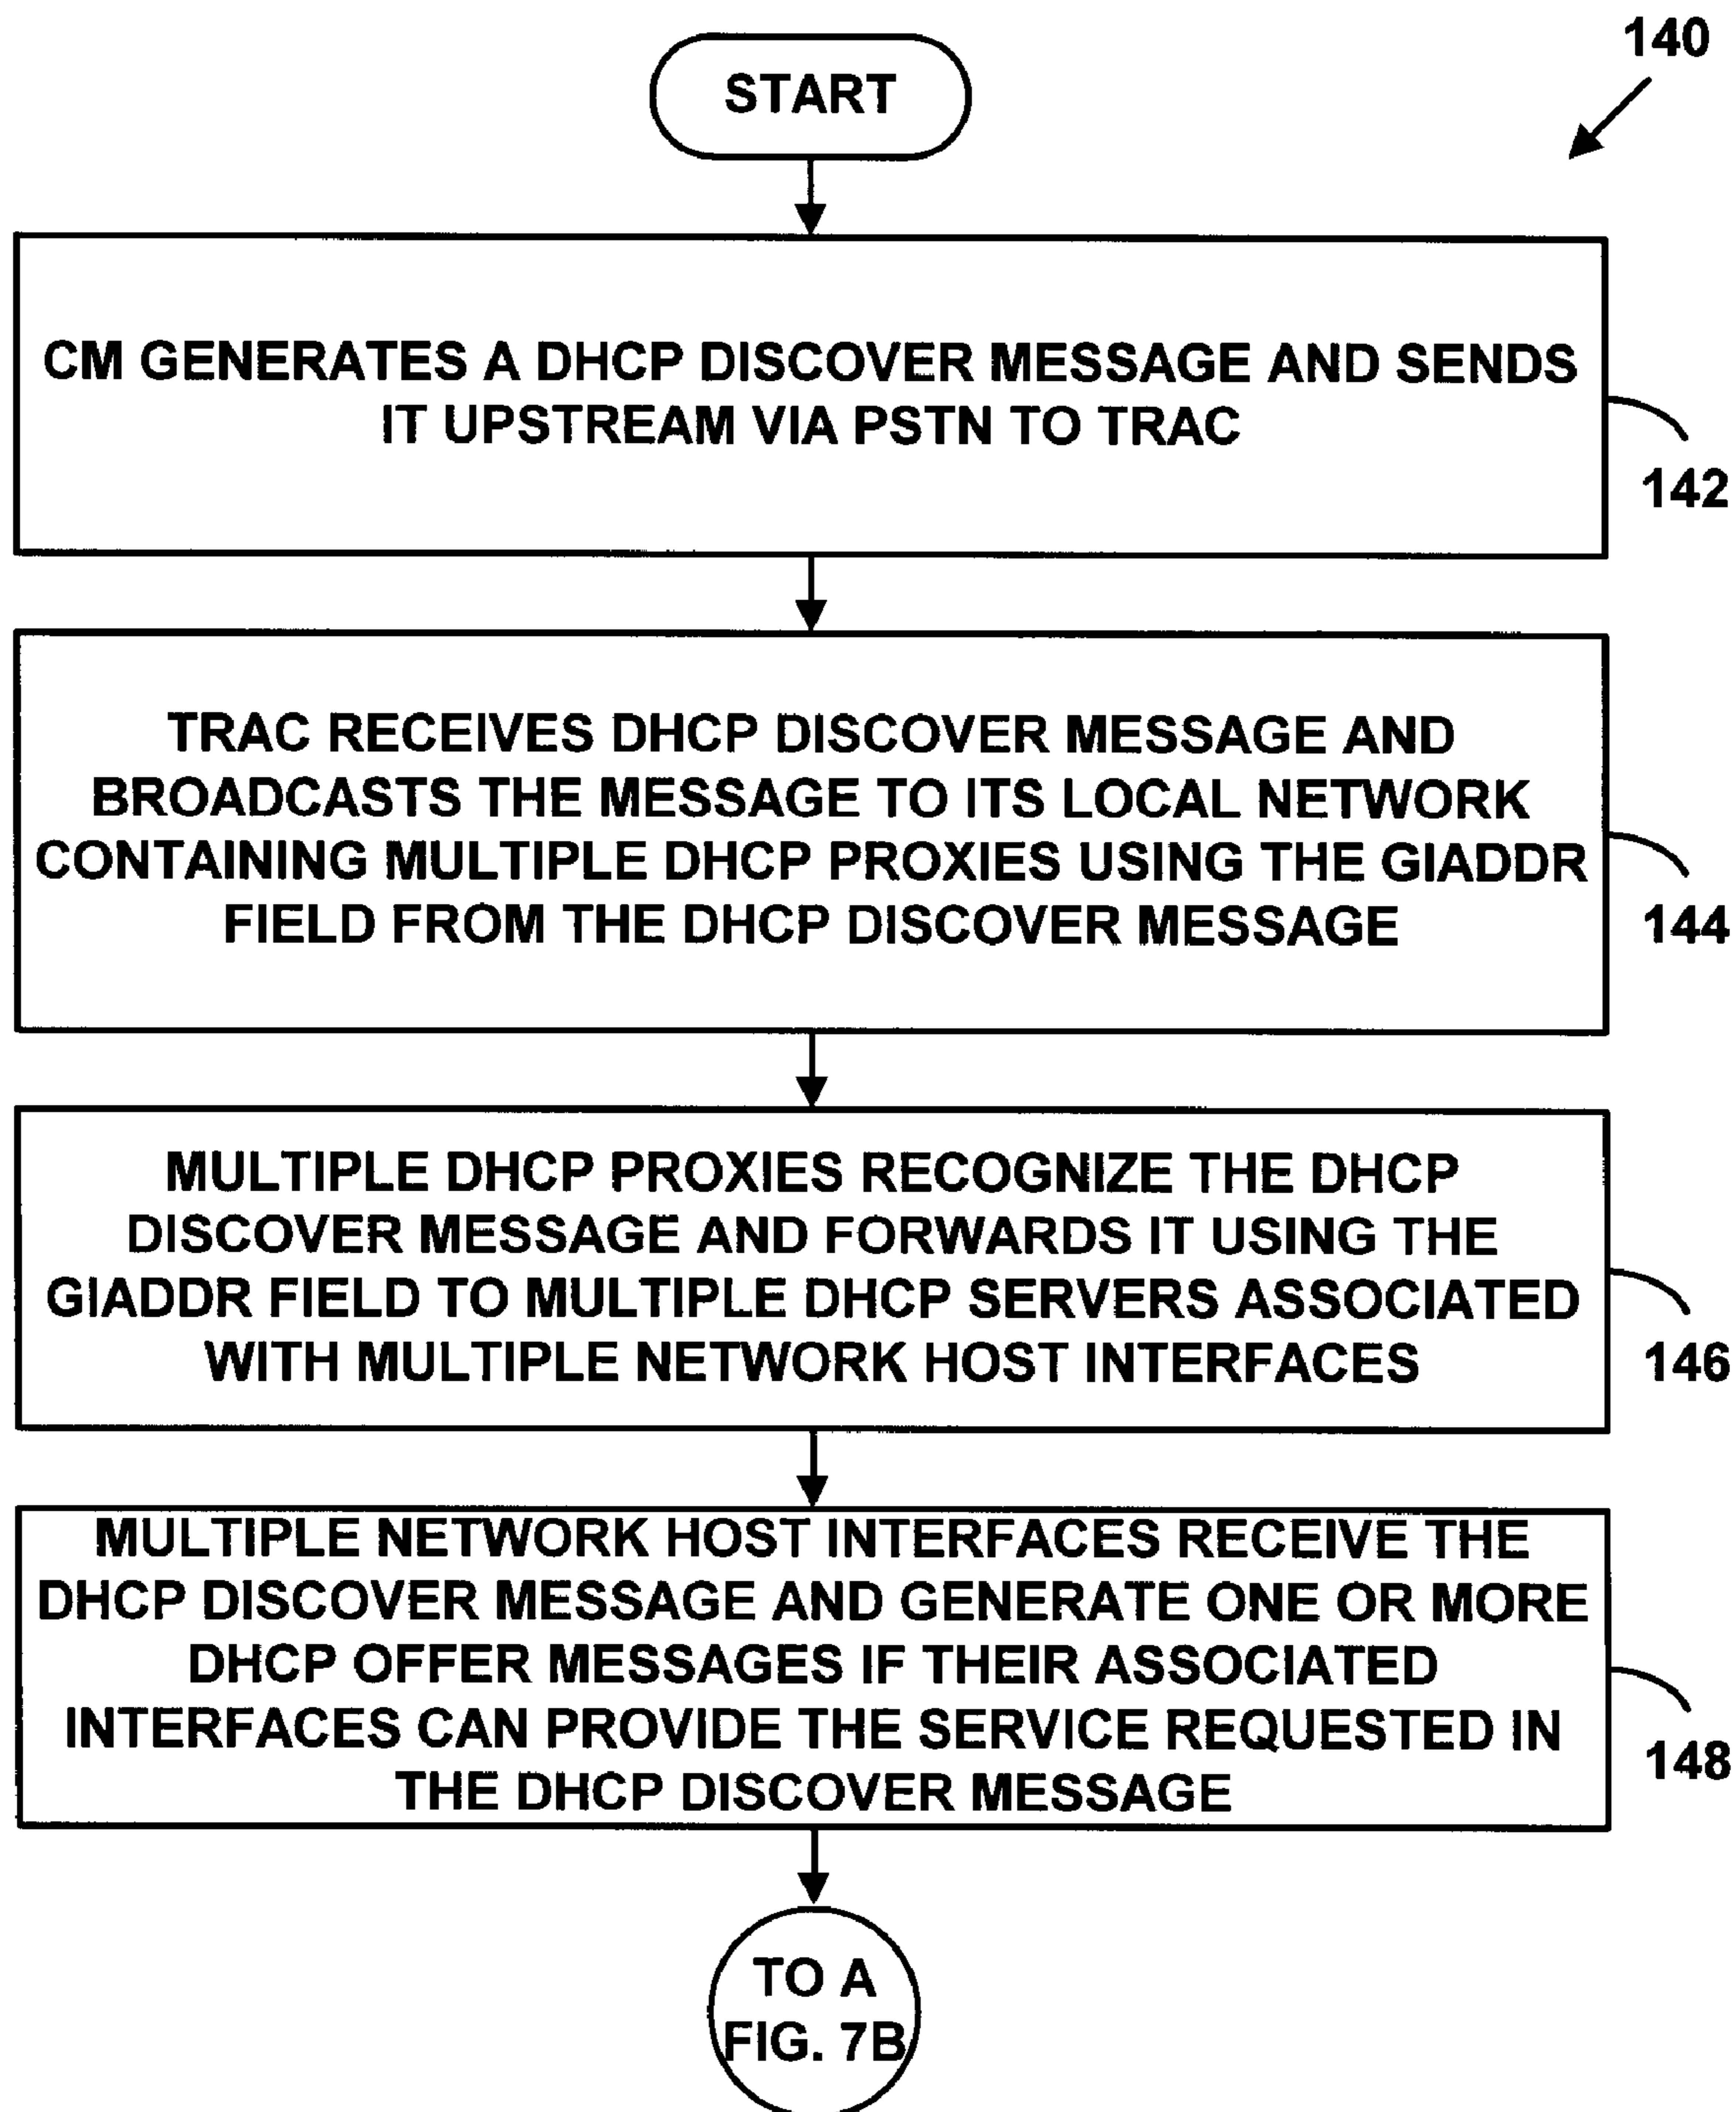 140
START
CM GENERATES A DHCP DISCOVER MESSAGE AND SENDS
IT UPSTREAM VIA PSTN TO TRAC
142
TRAC RECEIVES DHCP DISCOVER MESSAGE AND
BROADCASTS THE MESSAGE TO ITS LOCAL NETWORK
CONTAINING MULTIPLE DHCP PROXIES USING THE GIADDR
FIELD FROM THE DHCP DISCOVER MESSAGE
144
MULTIPLE DHCP PROXIES RECOGNIZE THE DHCP
DISCOVER MESSAGE AND FORWARDS IT USING THE
GIADDR FIELD TO MULTIPLE DHCP SERVERS ASSOCIATED
WITH MULTIPLE NETWORK HOST INTERFACES
146
MULTIPLE NETWORK HOST INTERFACES RECEIVE THE
DHCP DISCOVER MESSAGE AND GENERATE ONE OR MORE
DHCP OFFER MESSAGES IF THEIR ASSOCIATED
INTERFACES CAN PROVIDE THE SERVICE REQUESTED IN
THE DHCP DISCOVER MESSAGE
148
TO A
FIG. 7B